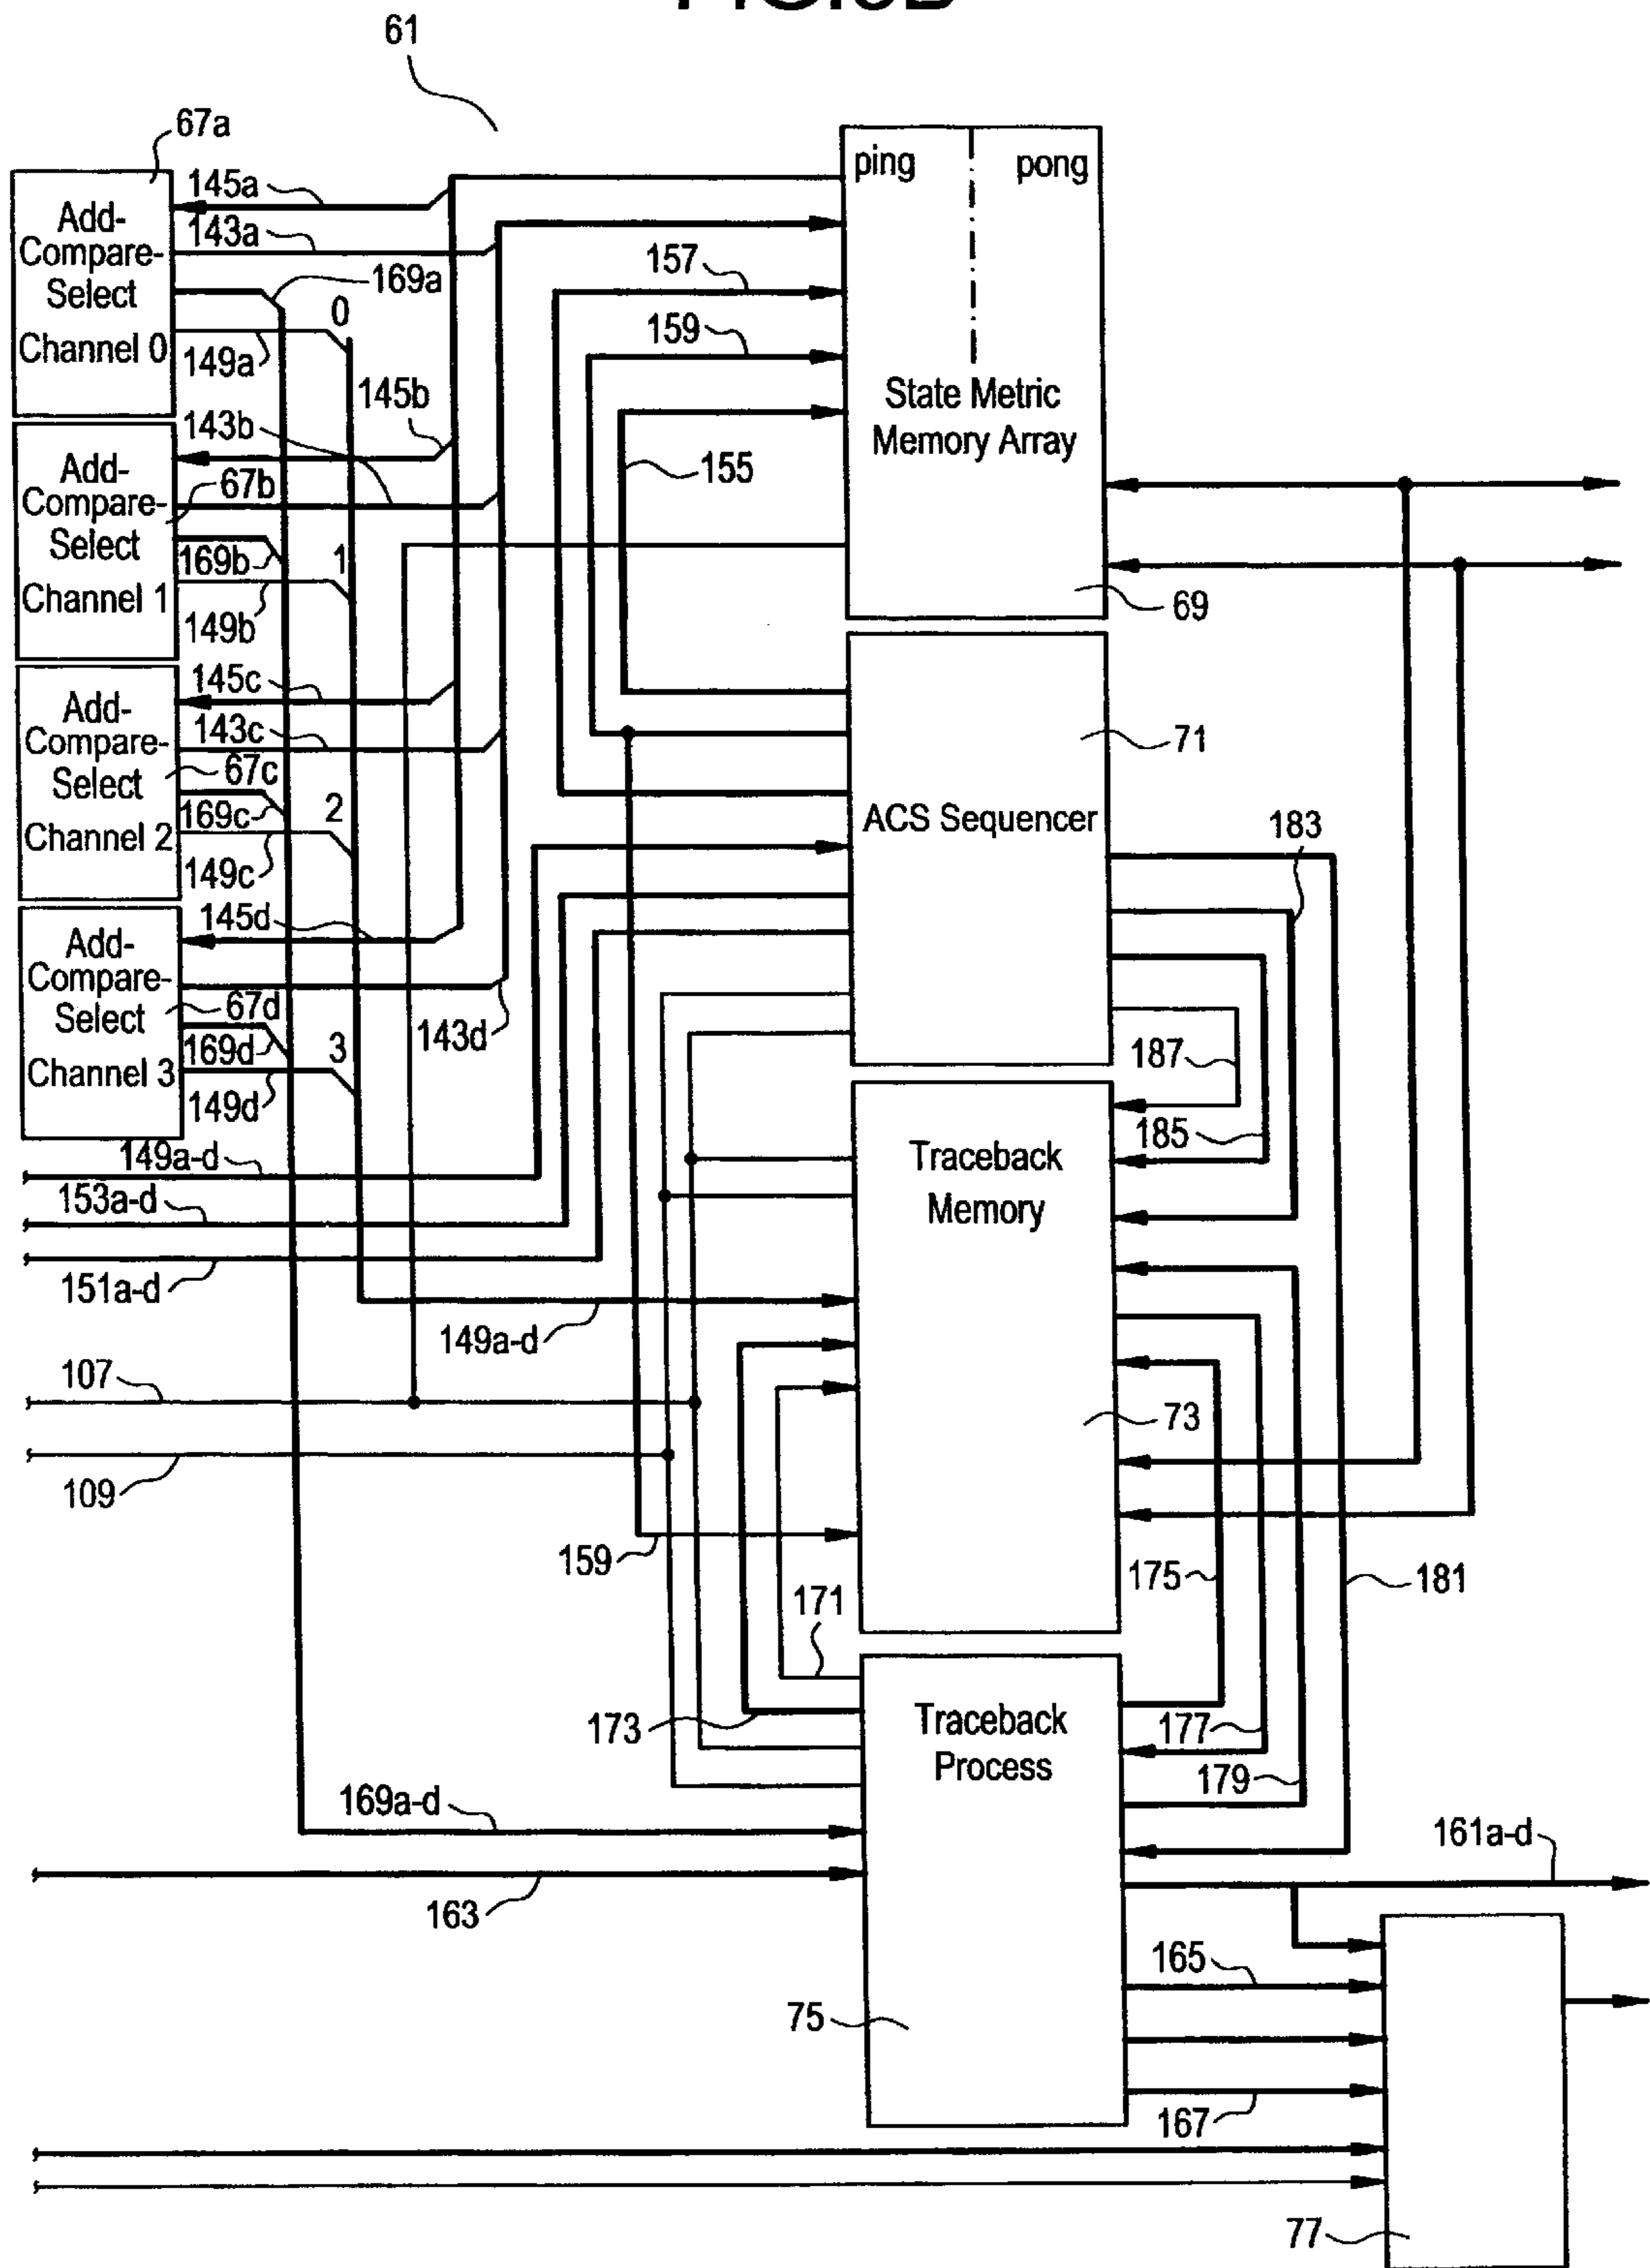 61
67a
Add-
Compare-
Select
Channel 0
145a
143a
169a
0
149a
145b
143b
Add-
Compare-
Select
Channel 1
67b
169b
1
149b
145c
143c
Add-
Compare-
Select
Channel 2
67c
169c
2
149c
145d
Add-
Compare-
Select
Channel 3
67d
169d
3
143d
149d
ping
pong
157
159
State Metric
Memory Array
155
69
71
ACS Sequencer
183
187
185
149a-d
153a-d
151a-d
Traceback
Memory
149a-d
107
73
109
159
175
181
171
173
Traceback
Process
177
179
169a-d
161a-d
163
165
75
167
77